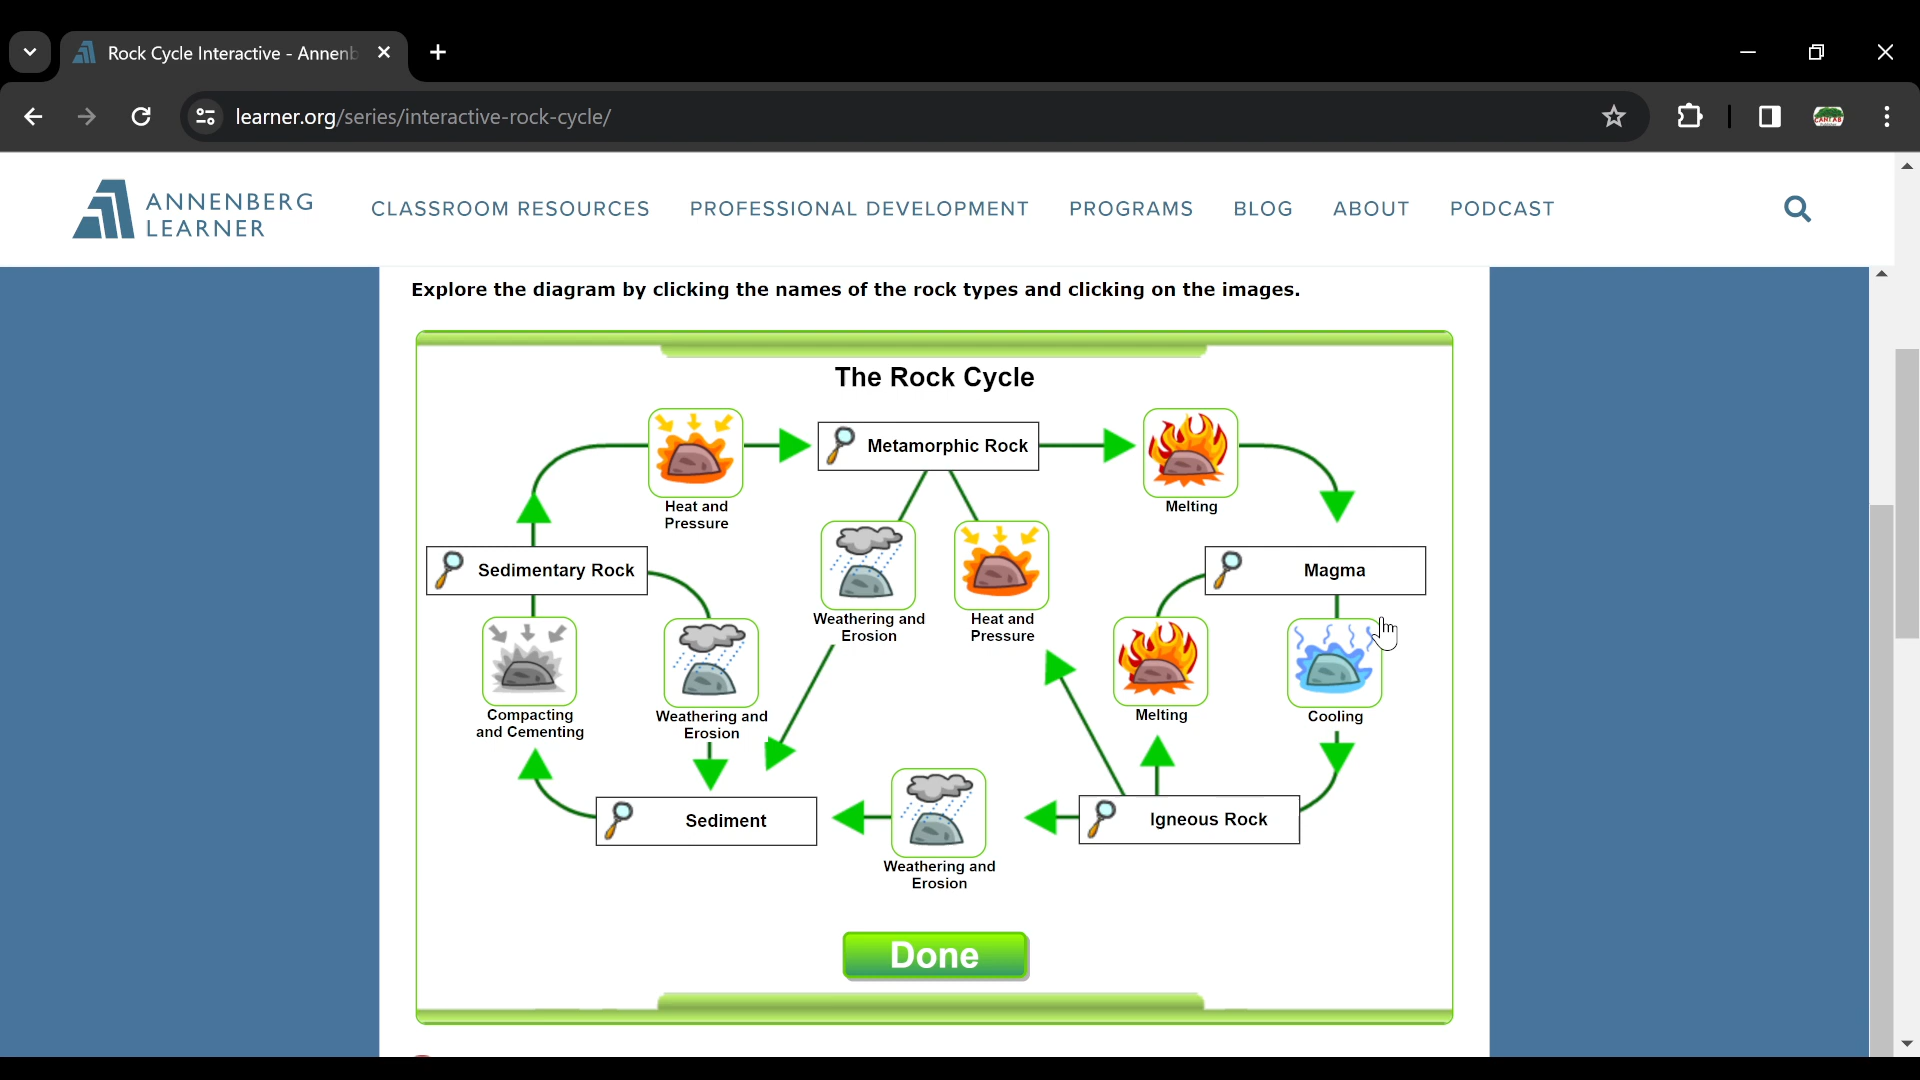 Rock Cycle Interactive - Annenb
learner.org/series/interactive-rock-cycle/
ANNENBERG
LEARNER
CLASSROOM RESOURCES
PROFESSIONAL DEVELOPMENT
PROGRAMS
BLOG
ABOUT
PODCAST
Explore the diagram by clicking the names of the rock types and clicking on the images.
The Rock Cycle
Heat and
Pressure
Metamorphic Rock
Melting
Sedimentary Rock
Weathering and
Erosion
Heat and
Pressure
Magma
Compacting
and Cementing
Weathering and
Erosion
Melting
Cooling
Sediment
Weathering and
Erosion
Igneous Rock
Done